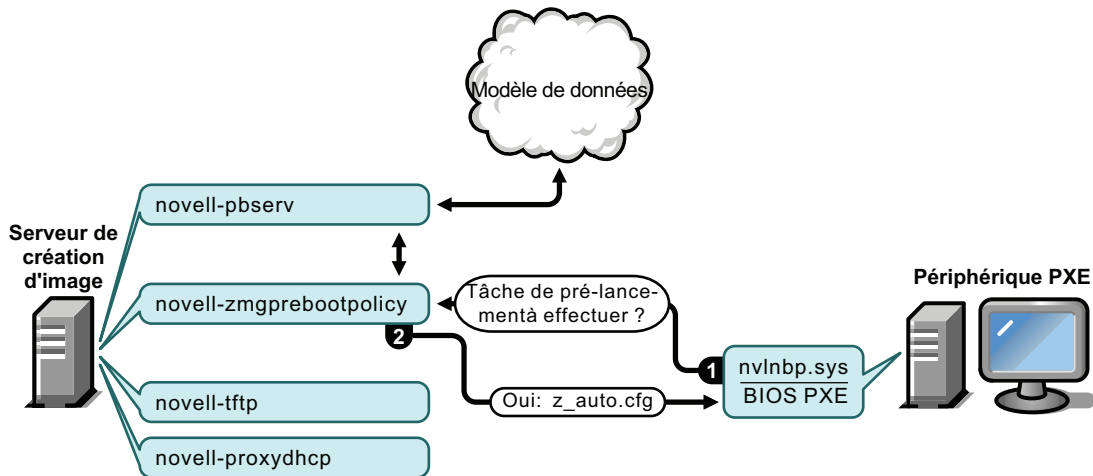 Modèle de données
novell-pbserv
Serveur de
création
d'image
novell-zmgprebootpolicy
Tâche de pré-lance-
mentà effectuer ?
Périphérique PXE
2
1
nvlnbp.sys
BIOS PXE
Oui: z_auto.cfg
novell-tftp
novell-proxydhcp